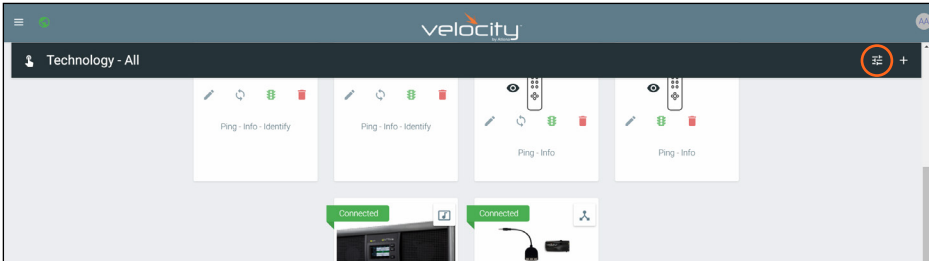 velocity
by Atlona
AA
Technology - All
Ping - Info - Identify
Ping - Info - Identify
Ping - Info
Ping - Info
Connected
Connected